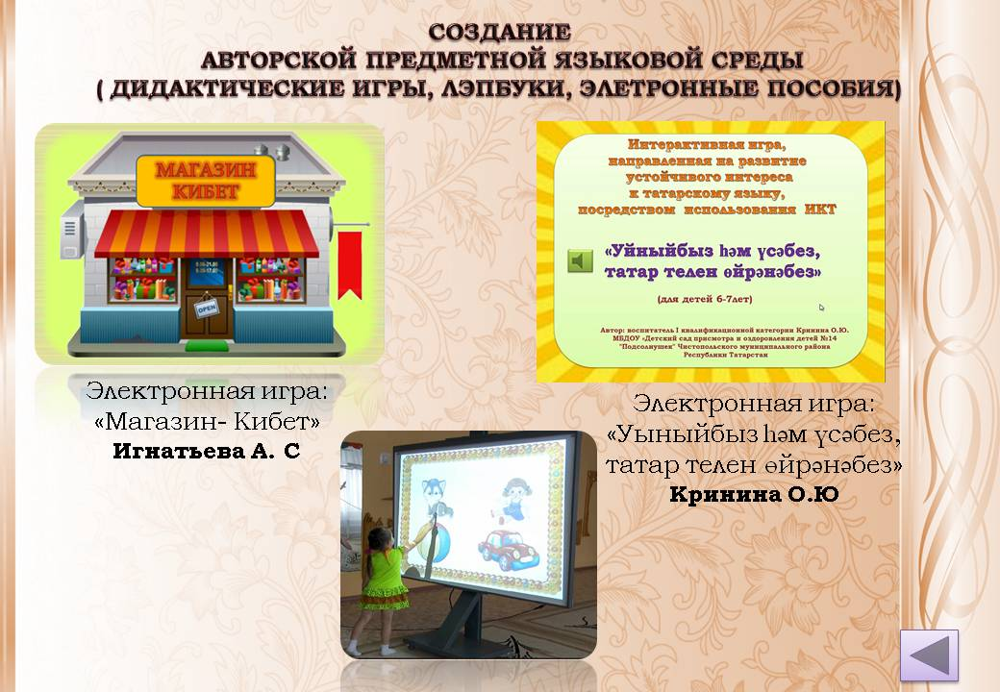 СОЗДАНИЕ
АВТОРСКОЙ ПРЕДМЕТНОЙ ЯЗЫКОВОЙ СРЕДЫ
( ДИДАКТИЧЕСКИЕ ИГРЫ, ЛЭПБУКИ, ЭЛЕТРОННЫЕ ПОСОБИЯ)
МАГАЗИН
КИБЕТ
OPEN
Электронная игра:
«Магазин- Кибет»
Игнатьева А. С
Интерактивная игра,
направленная на развитие
устойчивого интереса
к татарскому языку,
посредством использования ИКТ
«Уйныйбыз һәм үсәбез,
татар телен өйрәнәбез»
(для детей 6-7лет)
Автор: воспитатель I квалификационной категории Кринина О.Ю.
МБДОУ «Детский сад присмотра и оздоровления детей №14
"Подсолнушек" Чистопольского муниципального района
Республики Татарстан
Электронная игра:
«Уыныйбыз һәм үсәбез,
татар телен өйрәнәбез»
Кринина О.Ю